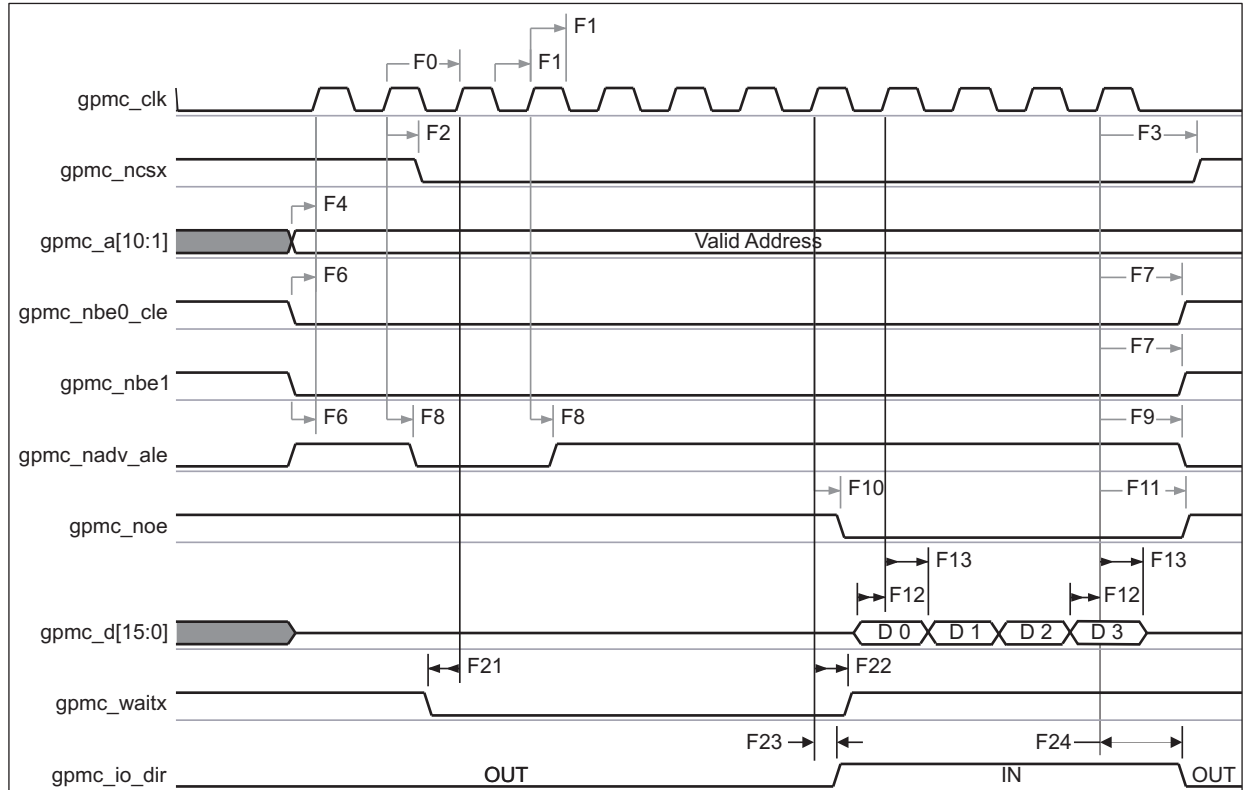 F1
F0 F1
gpmc_clk
F2 F3
gpmc_ncsx
F4
gpmc_a[10:1] Valid Address
F6 F7
gpmc_nbe0_cle
F7
gpmc_nbe1
F6 F8 F8 F9
gpmc_nadv_ale
F10 F11
gpmc_noe
F13 F13
F12 F12
gpmc_d[15:0] D 0 D 1 D 2 D 3
F21 F22
gpmc_waitx
F23 F24
gpmc_io_dir OUT IN OUT